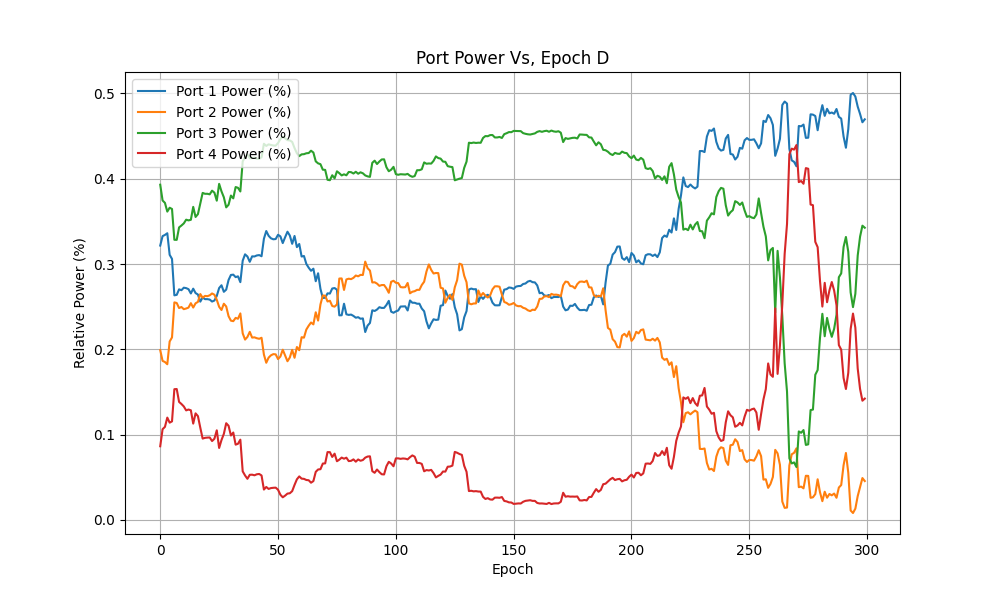 Port Power Vs, Epoch D
Port 1 Power (%)
Port 2 Power (%)
Port 3 Power (%)
Port 4 Power (%)
Relative Power (%)
0.5
0.4
0.3
0.2
0.1
0.0
0 50 100 150 200 250 300
Epoch